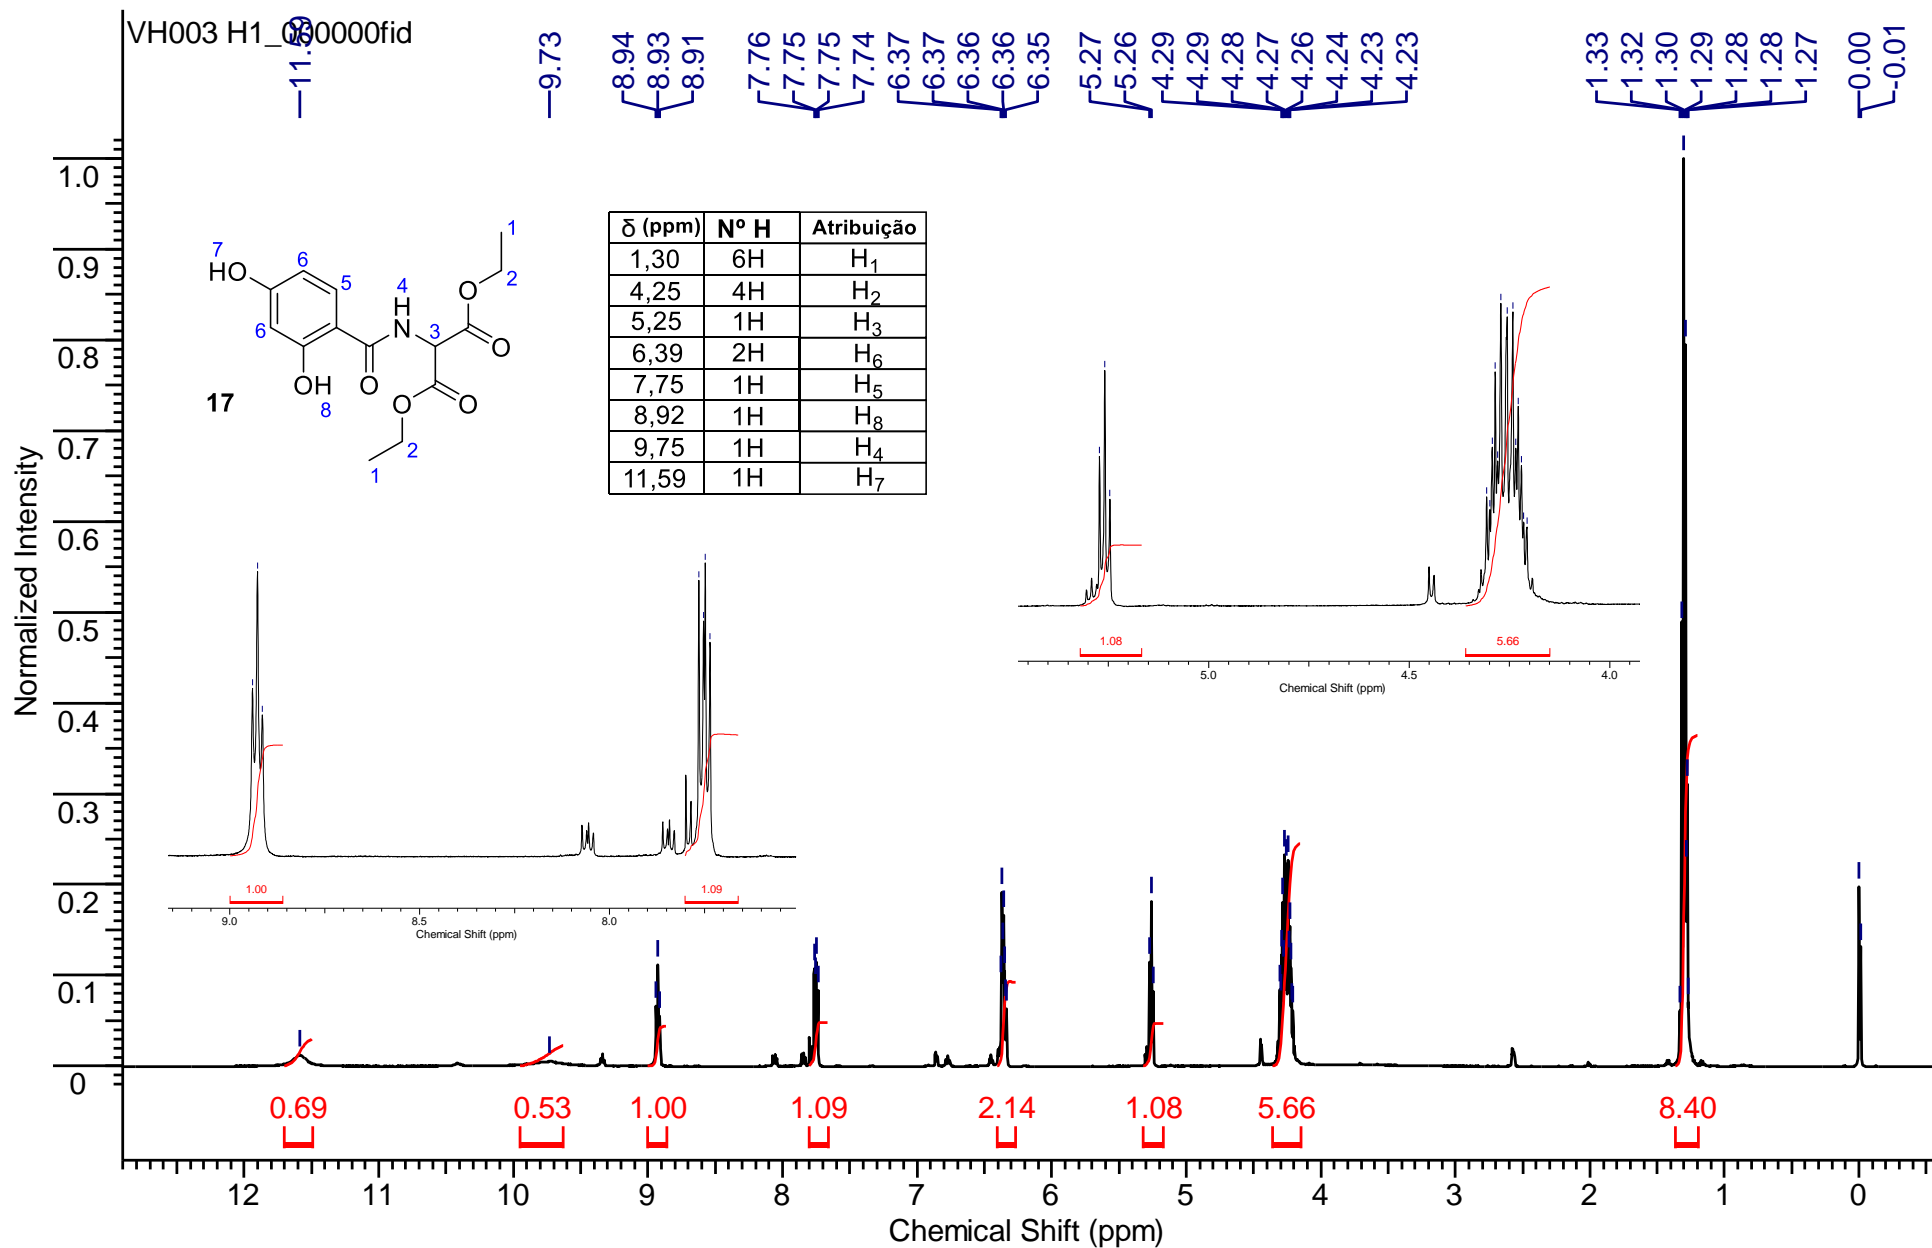 VH003 H1_000000fid
11.59
9.73
8.94 8.93 8.91
7.76 7.75 7.75 7.74
6.37 6.37 6.36 6.36 6.35
5.27 5.26 4.29 4.29 4.28 4.27 4.26 4.24 4.23 4.23
1.33 1.32 1.30 1.29 1.28 1.28 1.27
-0.00 -0.01
Normalized Intensity
1.0
0.9
0.8
0.7
0.6
0.5
0.4
0.3
0.2
0.1
0
7 HO 6 5 6 OH 8 O 4 H N 3 O 2 1 O O O 2 1
17
δ (ppm) Nº H Atribuição
1,30 6H H1
4,25 4H H2
5,25 1H H3
6,39 2H H6
7,75 1H H5
8,92 1H H8
9,75 1H H4
11,59 1H H7
1.00 1.09
9.0 8.5 8.0
Chemical Shift (ppm)
1.08 5.66
5.0 4.5 4.0
Chemical Shift (ppm)
0.69 0.53 1.00 1.09 2.14 1.08 5.66 8.40
12 11 10 9 8 7 6 5 4 3 2 1 0
Chemical Shift (ppm)